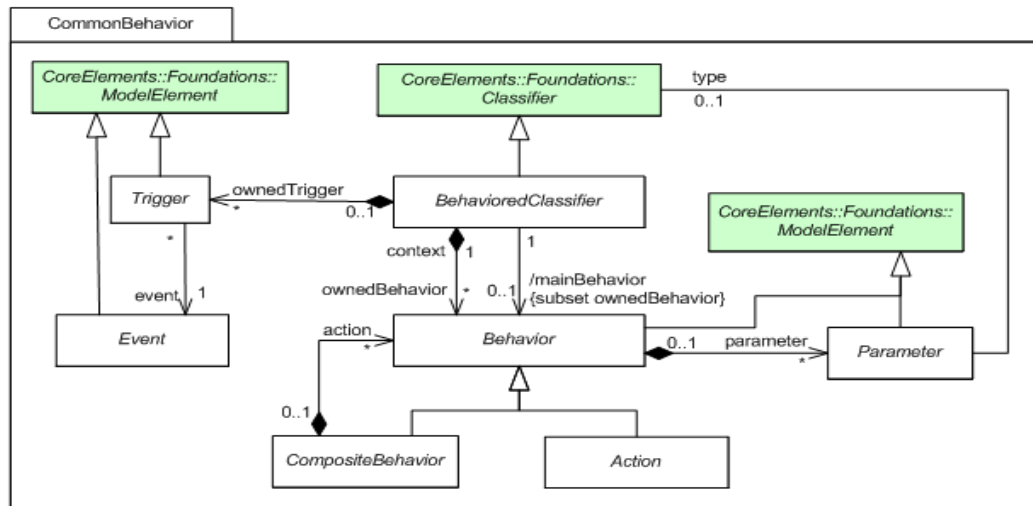 CommonBehavior
CoreElements::Foundations::
ModelElement
CoreElements::Foundations::
Classifier
type
0..1
Trigger
ownedTrigger
*
0..1
BehavioredClassifier
CoreElements::Foundations::
ModelElement
*
event
1
context
1
1
ownedBehavior
*
0..1
/mainBehavior
{subset ownedBehavior}
Event
action
*
Behavior
0..1
parameter
*
Parameter
0..1
CompositeBehavior
Action